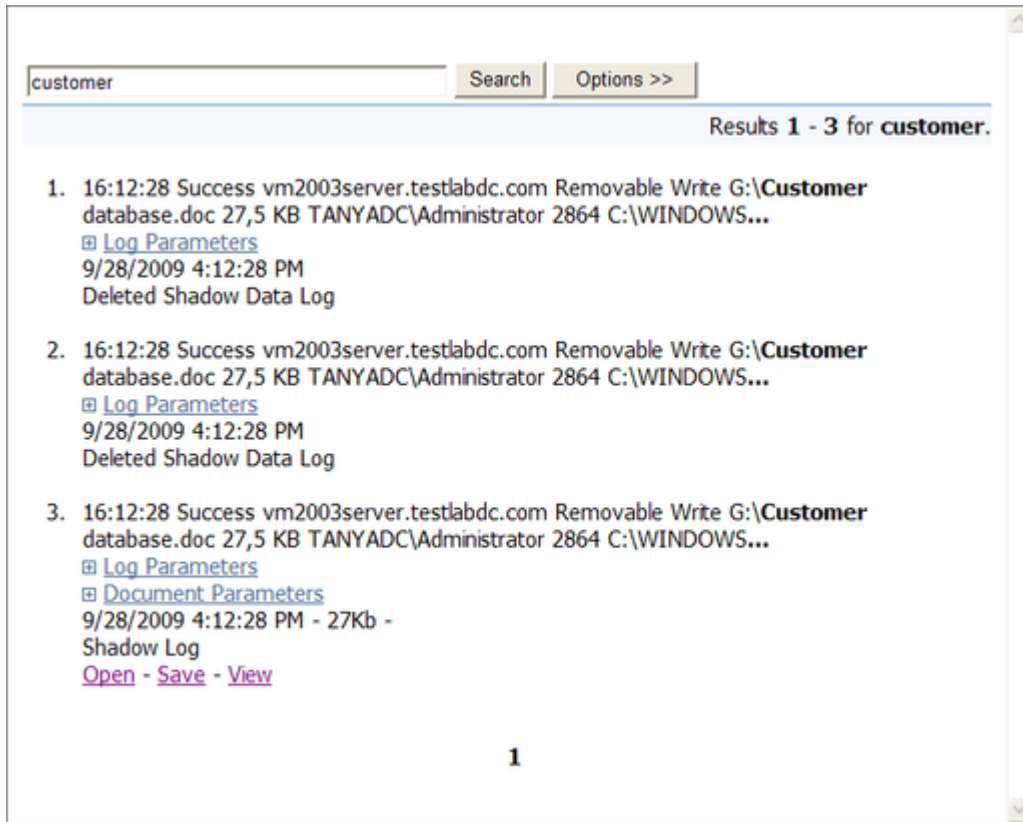 customer Search Options >>
Results 1 - 3 for customer.
1. 16:12:28 Success vm2003server.testlabdc.com Removable Write G:\Customer
database.doc 27,5 KB TANYADC\Administrator 2864 C:\WINDOWS...
Log Parameters
9/28/2009 4:12:28 PM
Deleted Shadow Data Log
2. 16:12:28 Success vm2003server.testlabdc.com Removable Write G:\Customer
database.doc 27,5 KB TANYADC\Administrator 2864 C:\WINDOWS...
Log Parameters
9/28/2009 4:12:28 PM
Deleted Shadow Data Log
3. 16:12:28 Success vm2003server.testlabdc.com Removable Write G:\Customer
database.doc 27,5 KB TANYADC\Administrator 2864 C:\WINDOWS...
Log Parameters
Document Parameters
9/28/2009 4:12:28 PM - 27Kb -
Shadow Log
Open - Save - View
1